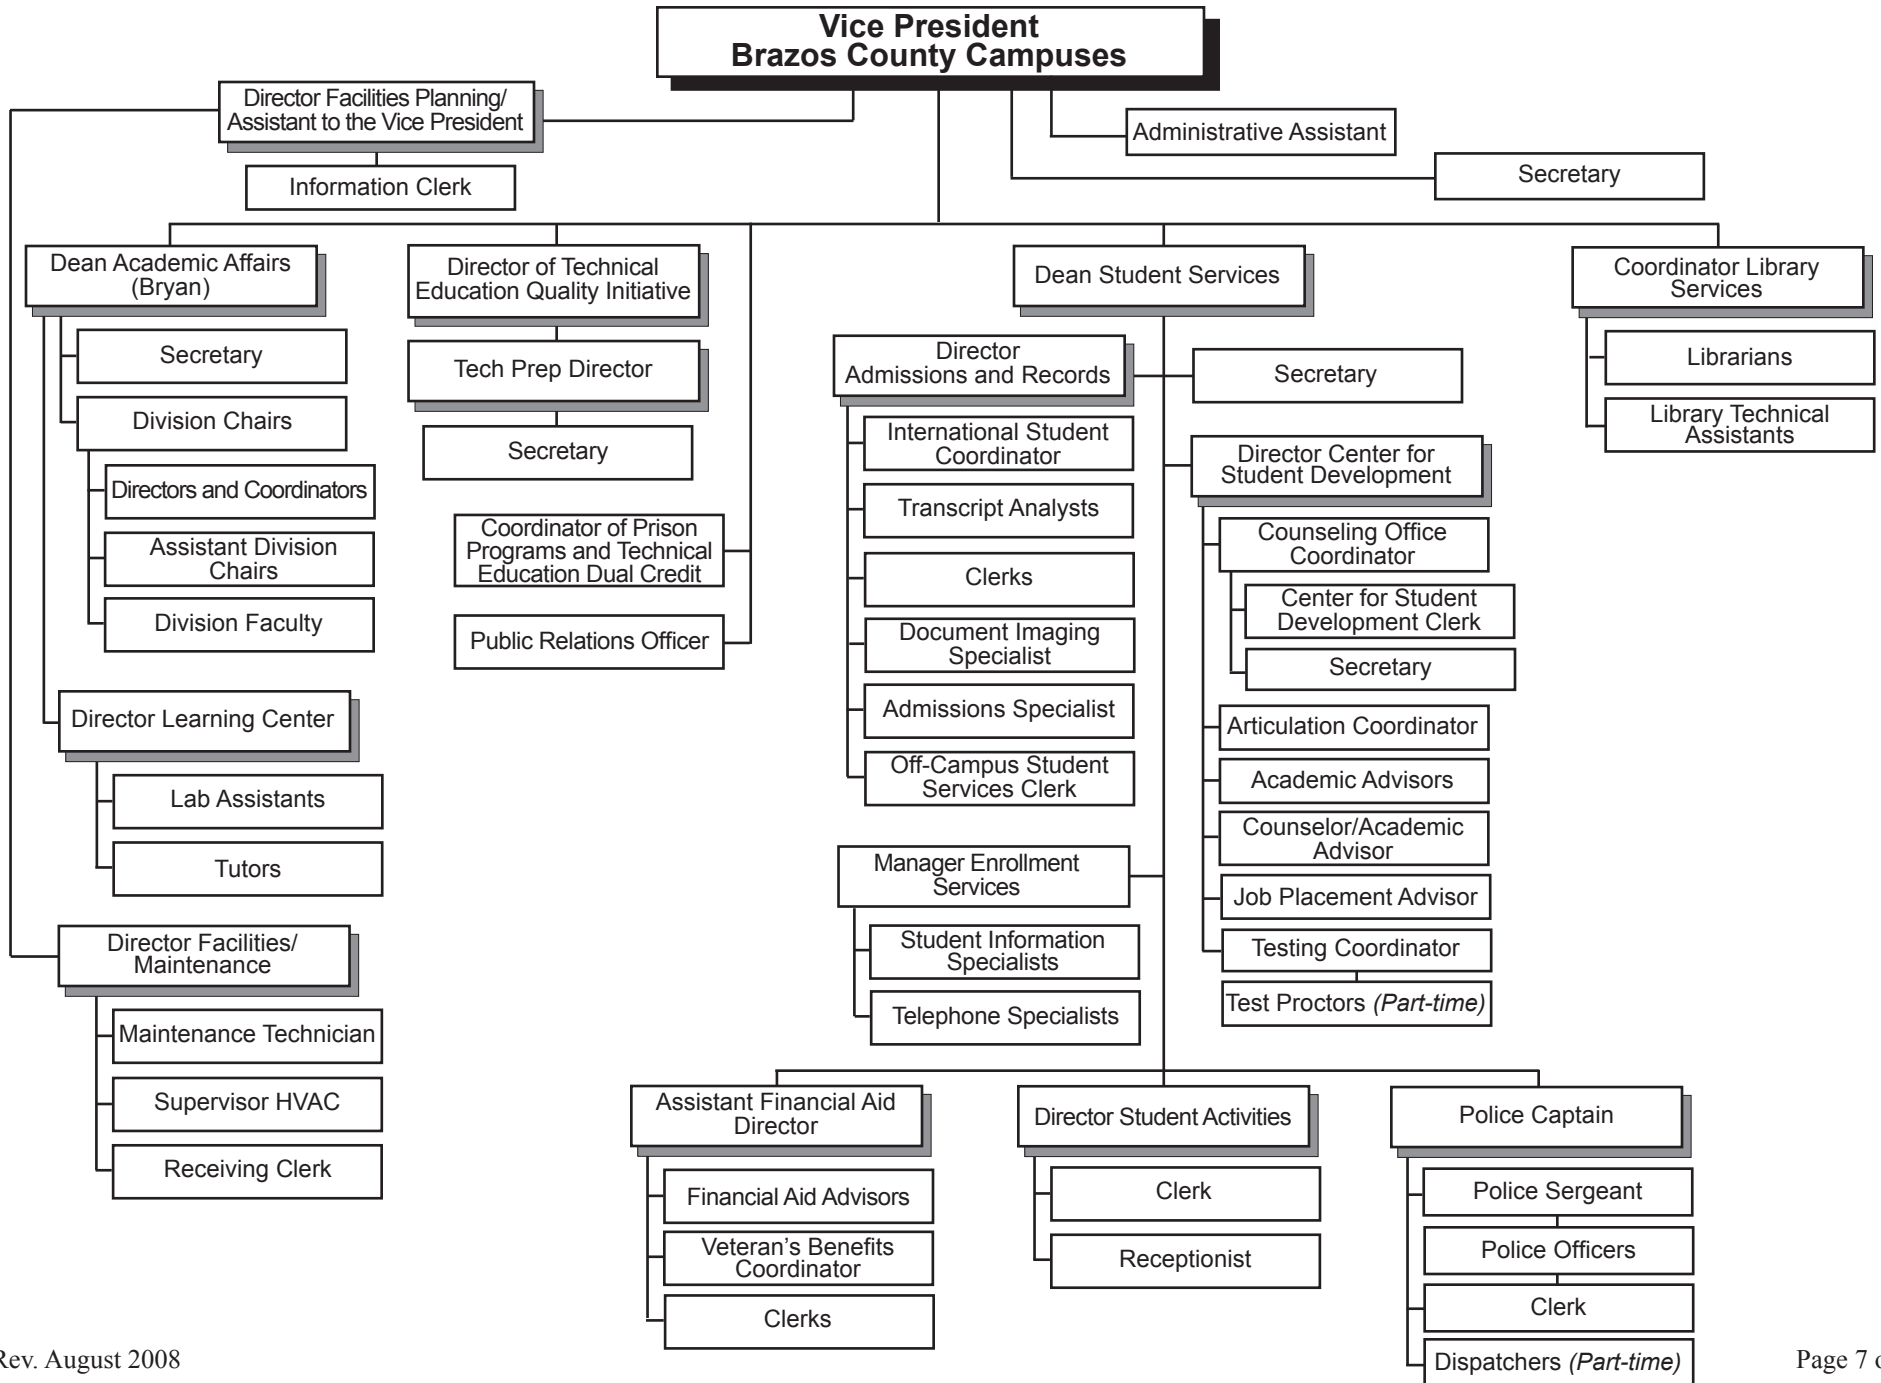 Vice President
Brazos County Campuses
Director Facilities Planning/
Assistant to the Vice President
Information Clerk
Administrative Assistant
Secretary
Dean Academic Affairs
(Bryan)
Secretary
Division Chairs
Directors and Coordinators
Assistant Division
Chairs
Division Faculty
Director Learning Center
Lab Assistants
Tutors
Director Facilities/
Maintenance
Maintenance Technician
Supervisor HVAC
Receiving Clerk
Director of Technical
Education Quality Initiative
Tech Prep Director
Secretary
Coordinator of Prison
Programs and Technical
Education Dual Credit
Public Relations Officer
Dean Student Services
Director
Admissions and Records
International Student
Coordinator
Transcript Analysts
Clerks
Document Imaging
Specialist
Admissions Specialist
Off-Campus Student
Services Clerk
Manager Enrollment
Services
Student Information
Specialists
Telephone Specialists
Secretary
Director Center for
Student Development
Counseling Office
Coordinator
Center for Student
Development Clerk
Secretary
Articulation Coordinator
Academic Advisors
Counselor/Academic
Advisor
Job Placement Advisor
Testing Coordinator
Test Proctors (Part-time)
Coordinator Library
Services
Librarians
Library Technical
Assistants
Assistant Financial Aid
Director
Financial Aid Advisors
Veteran's Benefits
Coordinator
Clerks
Director Student Activities
Clerk
Receptionist
Police Captain
Police Sergeant
Police Officers
Clerk
Dispatchers (Part-time)
Rev. August 2008
Page 7